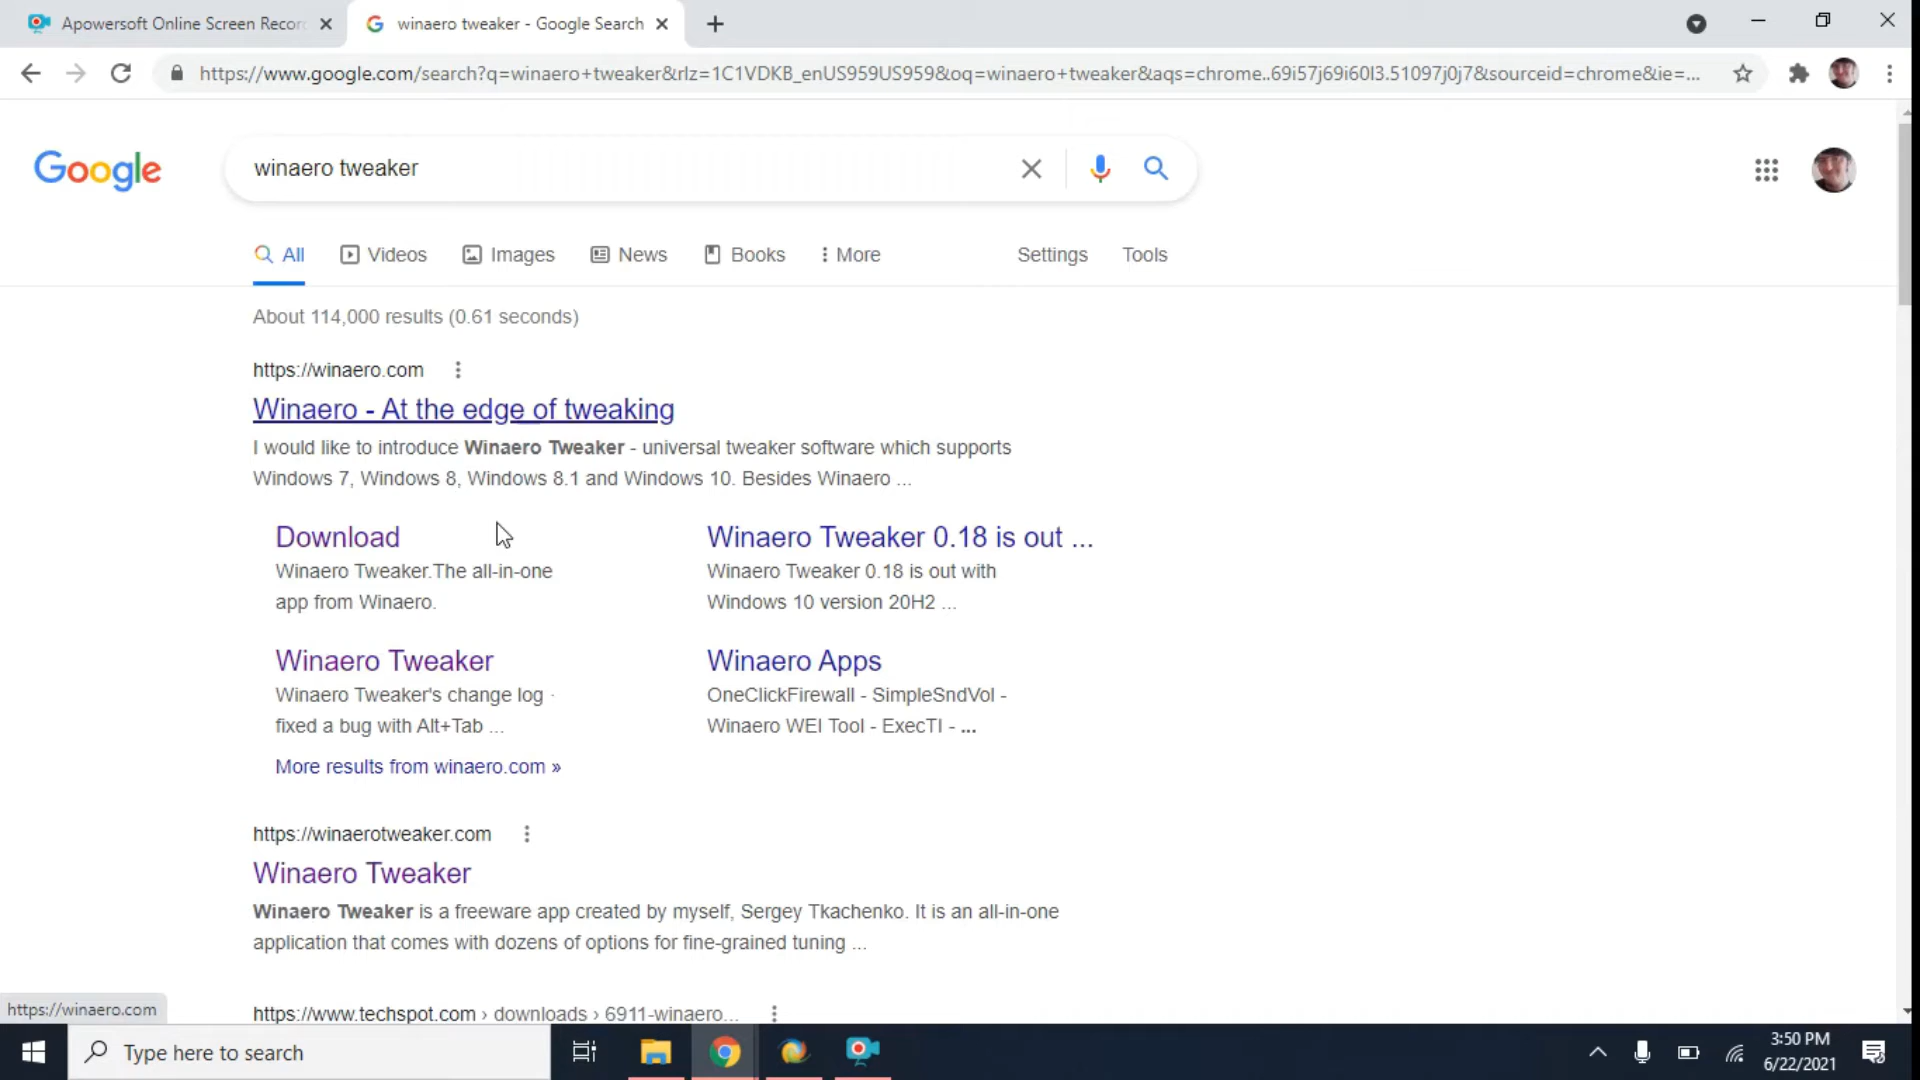 Apowersoft Online Screen Recor
winaero tweaker - Google Search
https://www.google.com/search?q=winaero+tweaker&rlz=1C1VDKB_enUS959US959&oq=winaero+tweaker&aqs=chrome..69i57j69i60l3.51097j0j7&sourceid=chrome&ie=...
Google
winaero tweaker
All
Videos
Images
News
Books
More
Settings
Tools
About 114,000 results (0.61 seconds)
https://winaero.com
Winaero - At the edge of tweaking
I would like to introduce Winaero Tweaker - universal tweaker software which supports
Windows 7, Windows 8, Windows 8.1 and Windows 10. Besides Winaero ...
Download
Winaero Tweaker.The all-in-one
app from Winaero.
Winaero Tweaker 0.18 is out ...
Winaero Tweaker 0.18 is out with
Windows 10 version 20H2 ...
Winaero Tweaker
Winaero Tweaker's change log ·
fixed a bug with Alt+Tab ...
Winaero Apps
OneClickFirewall - SimpleSndVol -
Winaero WEI Tool - ExecTI - ...
More results from winaero.com »
https://winaerotweaker.com
Winaero Tweaker
Winaero Tweaker is a freeware app created by myself, Sergey Tkachenko. It is an all-in-one
application that comes with dozens of options for fine-grained tuning ...
https://www.techspot.com › downloads › 6911-winaero...
https://winaero.com
Type here to search
3:50 PM
6/22/2021